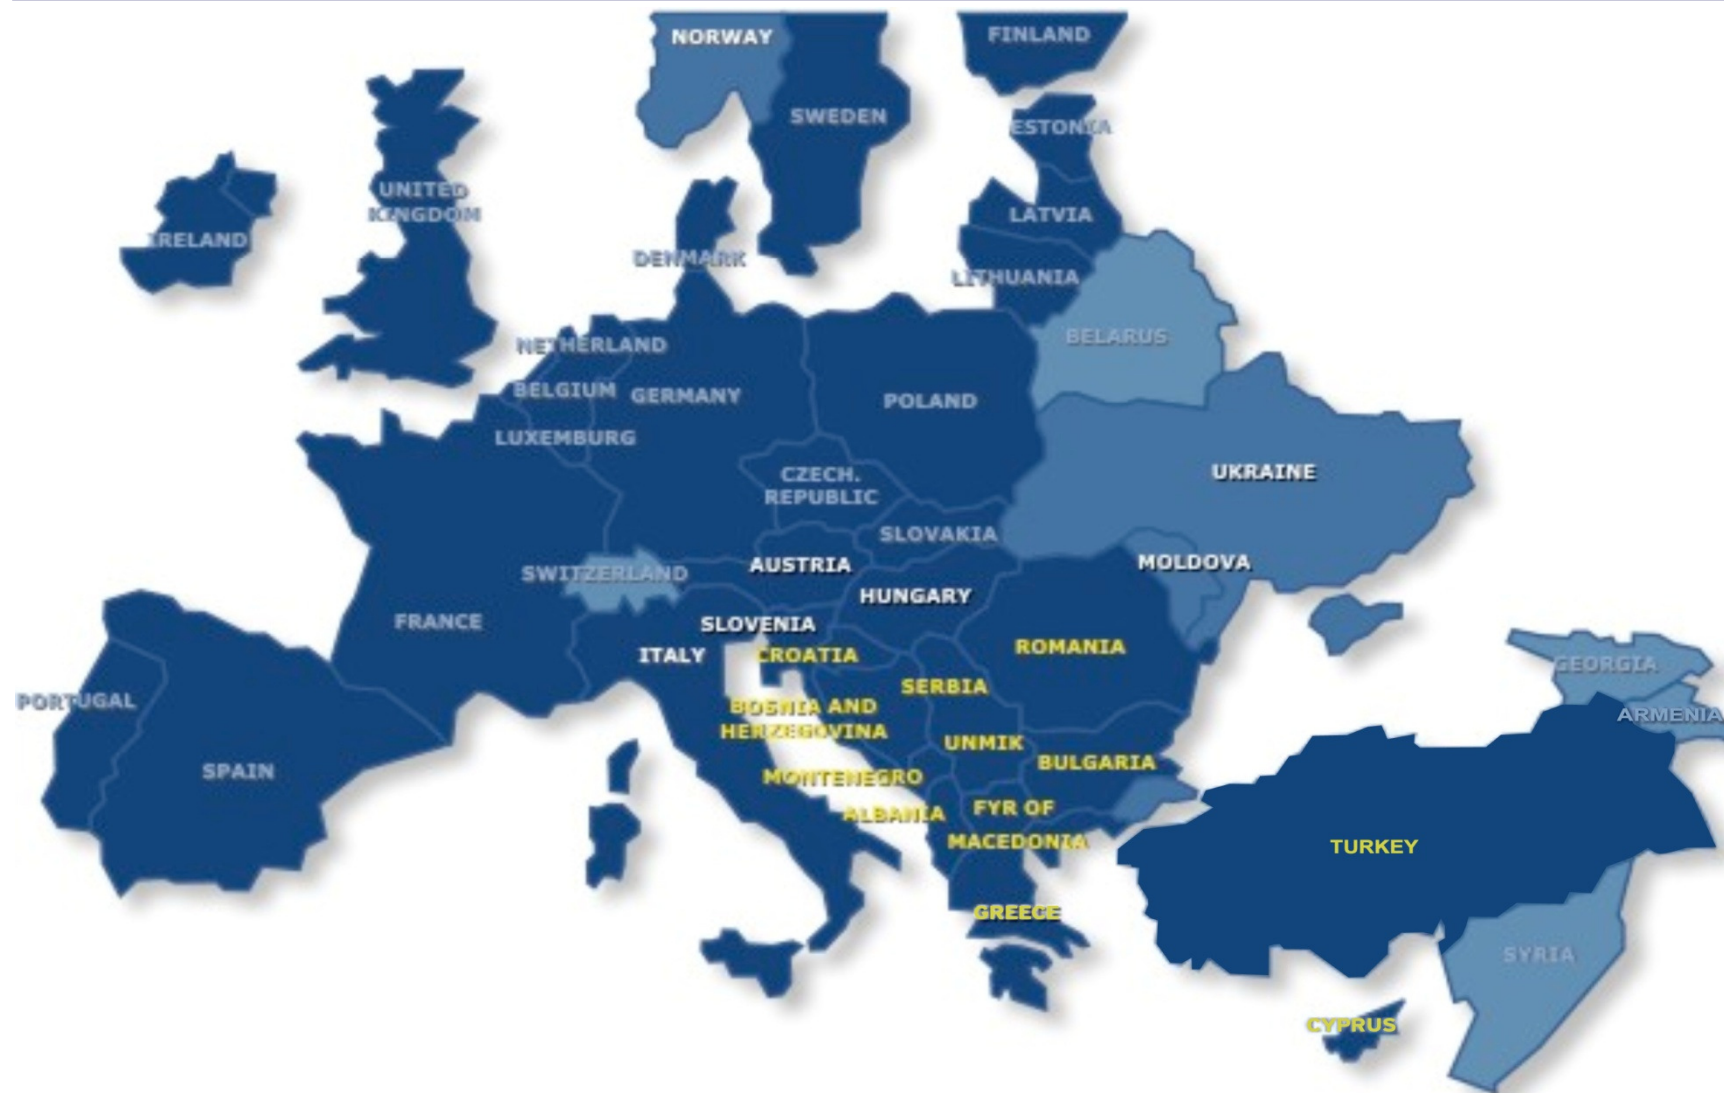 NORWAY
FINLAND
SWEDEN
ESTONIA
UNITED
KINGDOM
IRELAND
LATVIA
DENMARK
LITHUANIA
BELARUS
NETHERLAND
BELGIUM
GERMANY
POLAND
LUXEMBURG
UKRAINE
CZECH.
REPUBLIC
SLOVAKIA
AUSTRIA
MOLDOVA
SWITZERLAND
HUNGARY
FRANCE
SLOVENIA
ITALY
CROATIA
ROMANIA
GEORGIA
SERBIA
PORTUGAL
BOSNIA AND
HERZEGOVINA
ARMENIA
UNMIK
BULGARIA
SPAIN
MONTENEGRO
ALBANIA
FYR OF
MACEDONIA
TURKEY
GREECE
SYRIA
CYPRUS